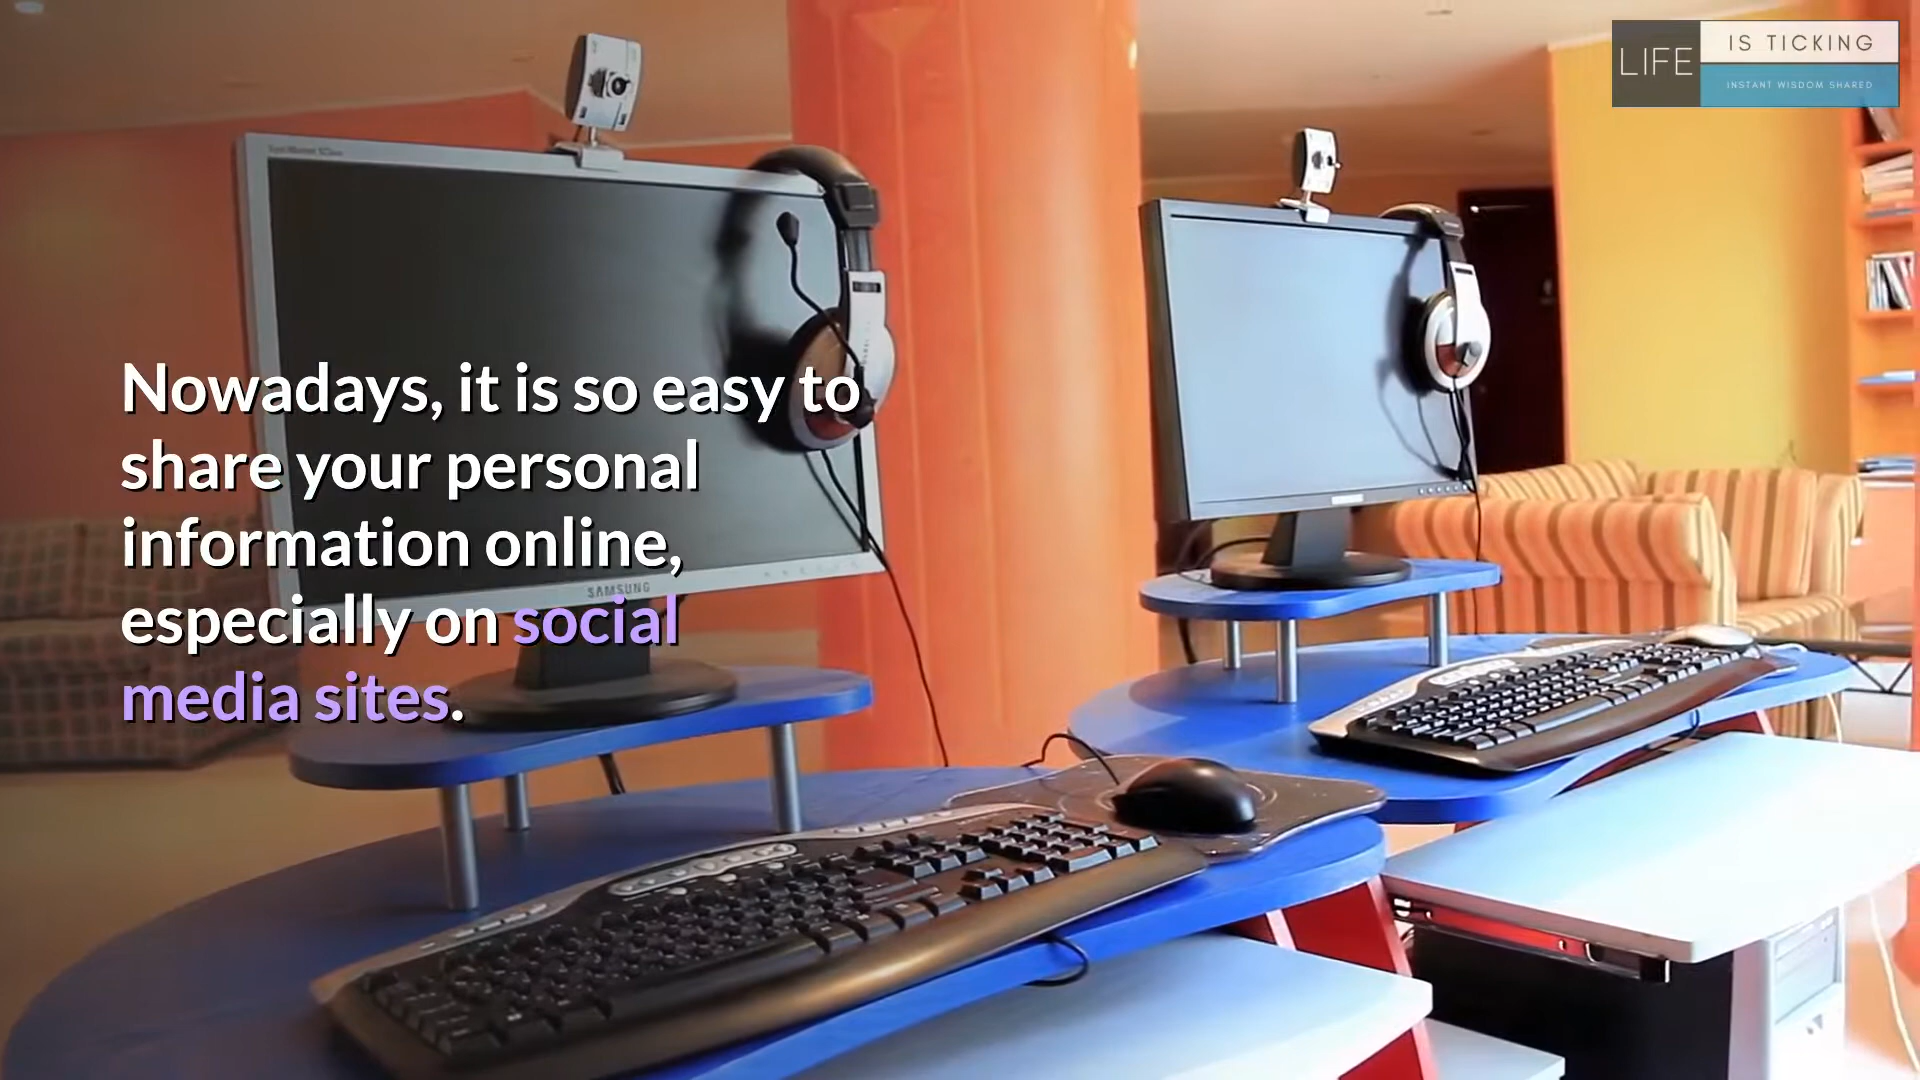 LIFE
IS TICKING
INSTANT WISDOM SHARED
Nowadays, it is so easy to
share your personal
information online,
especially on social
media sites.
SAMSUNG